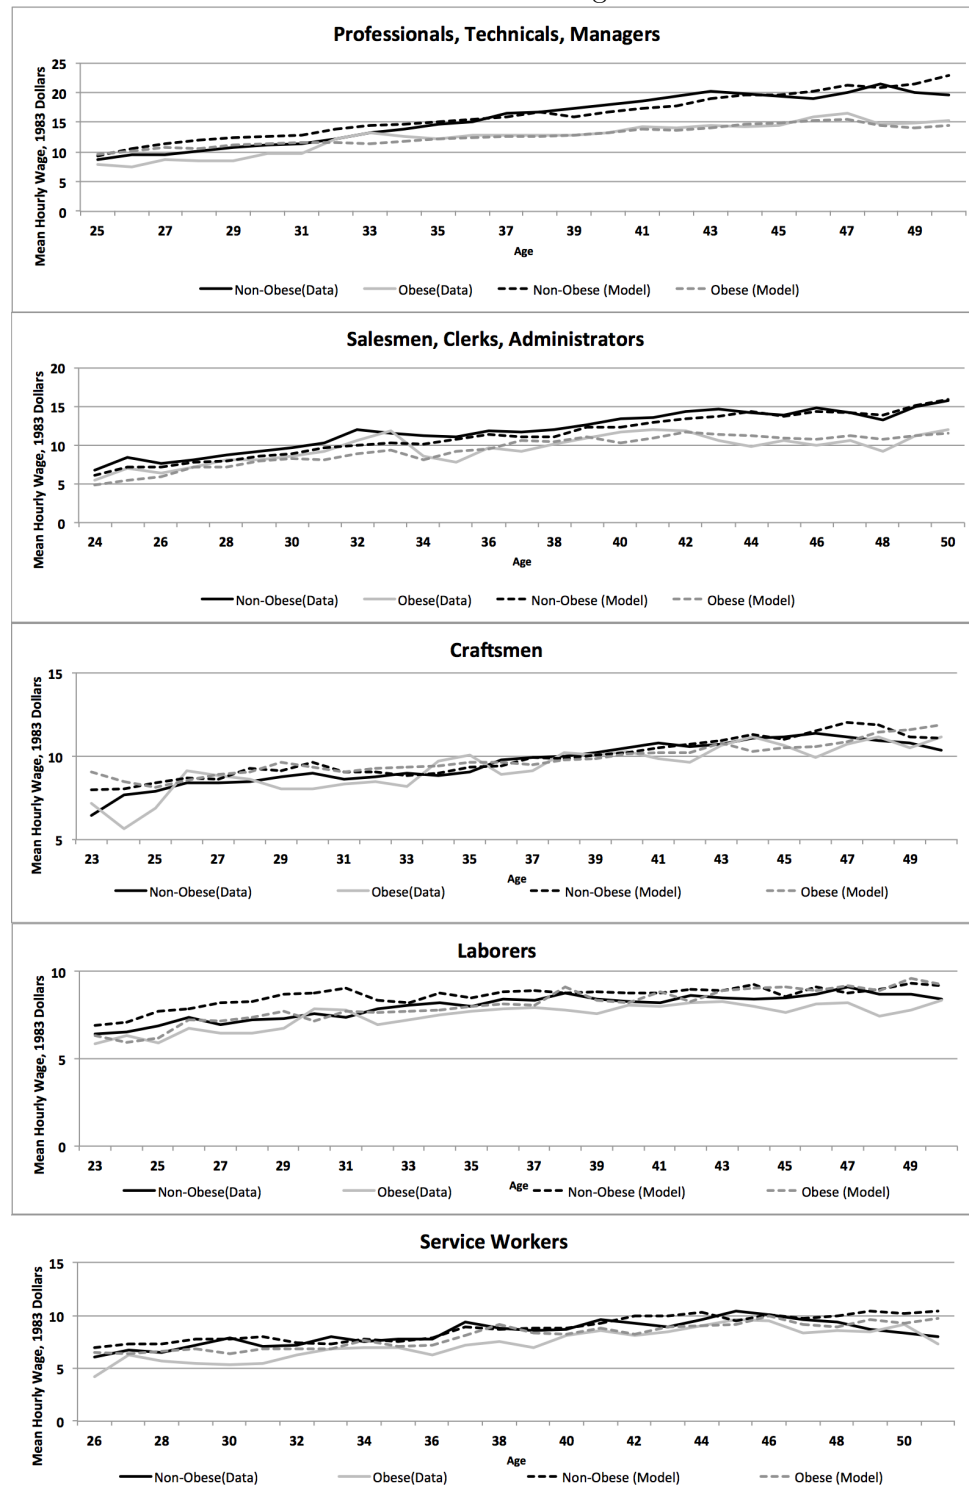 Professionals, Technicals, Managers
Mean Hourly Wage, 1983 Dollars
25
20
15
10
5
0
25 27 29 31 33 35 37 39 41 43 45 47 49
Age
Non-Obese(Data) Obese(Data) Non-Obese (Model) Obese (Model)
Salesmen, Clerks, Administrators
Mean Hourly Wage, 1983 Dollars
20
15
10
5
0
24 26 28 30 32 34 36 38 40 42 44 46 48 50
Age
Non-Obese(Data) Obese(Data) Non-Obese (Model) Obese (Model)
Craftsmen
Mean Hourly Wage, 1983 Dollars
15
10
5
23 25 27 29 31 33 35 37 39 41 43 45 47 49
Age
Non-Obese(Data) Obese(Data) Non-Obese (Model) Obese (Model)
Laborers
Mean Hourly Wage, 1983 Dollars
10
5
0
23 25 27 29 31 33 35 37 39 41 43 45 47 49
Age
Non-Obese(Data) Obese(Data) Non-Obese (Model) Obese (Model)
Service Workers
Mean Hourly Wage, 1983 Dollars
15
10
5
0
26 28 30 32 34 36 38 40 42 44 46 48 50
Age
Non-Obese(Data) Obese(Data) Non-Obese (Model) Obese (Model)